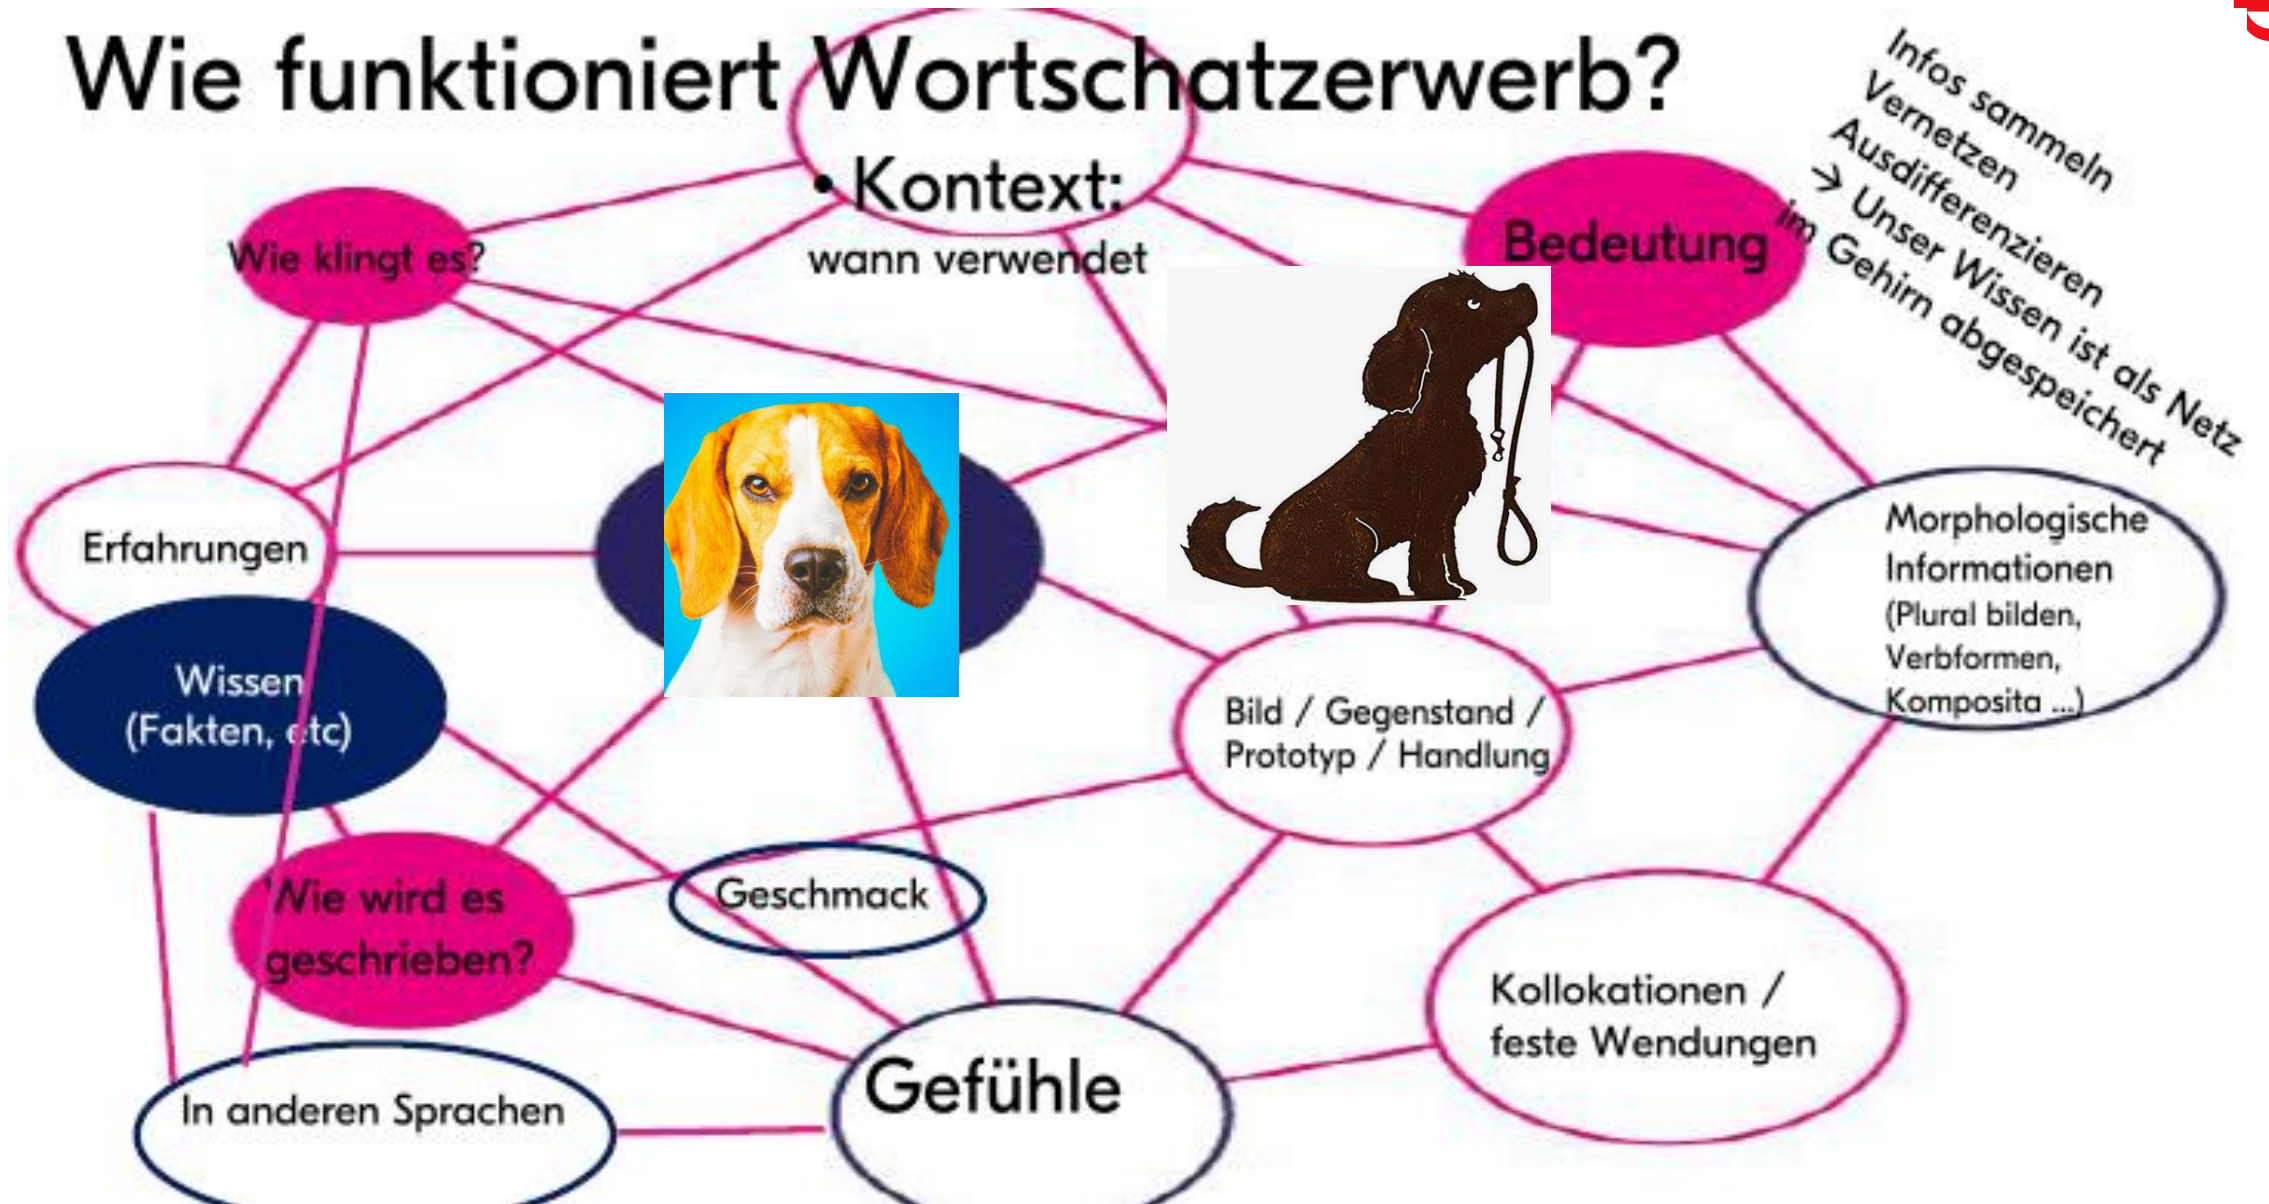 Wie funktioniert Wortschatzerwerb?
• Kontext:
wann verwendet
Wie klingt es?
Bedeutung
Infos sammeln
Vernetzen
Ausdifferenzieren
→ Unser Wissen ist als Netz
im Gehirn abgespeichert
Erfahrungen
Wissen
(Fakten, etc)
Morphologische
Informationen
(Plural bilden,
Verbformen,
Komposita ...)
Bild / Gegenstand /
Prototyp / Handlung
Wie wird es
geschrieben?
Geschmack
Kollokationen /
feste Wendungen
Gefühle
In anderen Sprachen